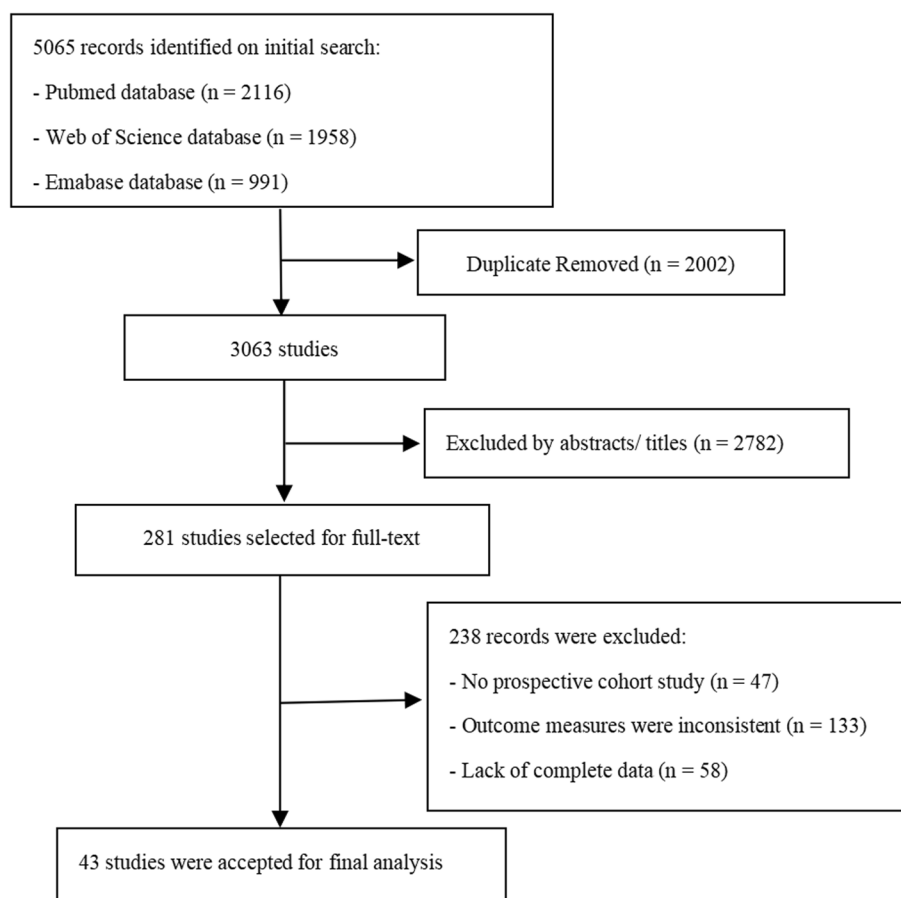 5065 records identified on initial search:
- Pubmed database (n = 2116)
- Web of Science database (n = 1958)
- Emabase database (n = 991)
Duplicate Removed (n = 2002)
3063 studies
Excluded by abstracts/ titles (n = 2782)
281 studies selected for full-text
238 records were excluded:
- No prospective cohort study (n = 47)
- Outcome measures were inconsistent (n = 133)
- Lack of complete data (n = 58)
43 studies were accepted for final analysis